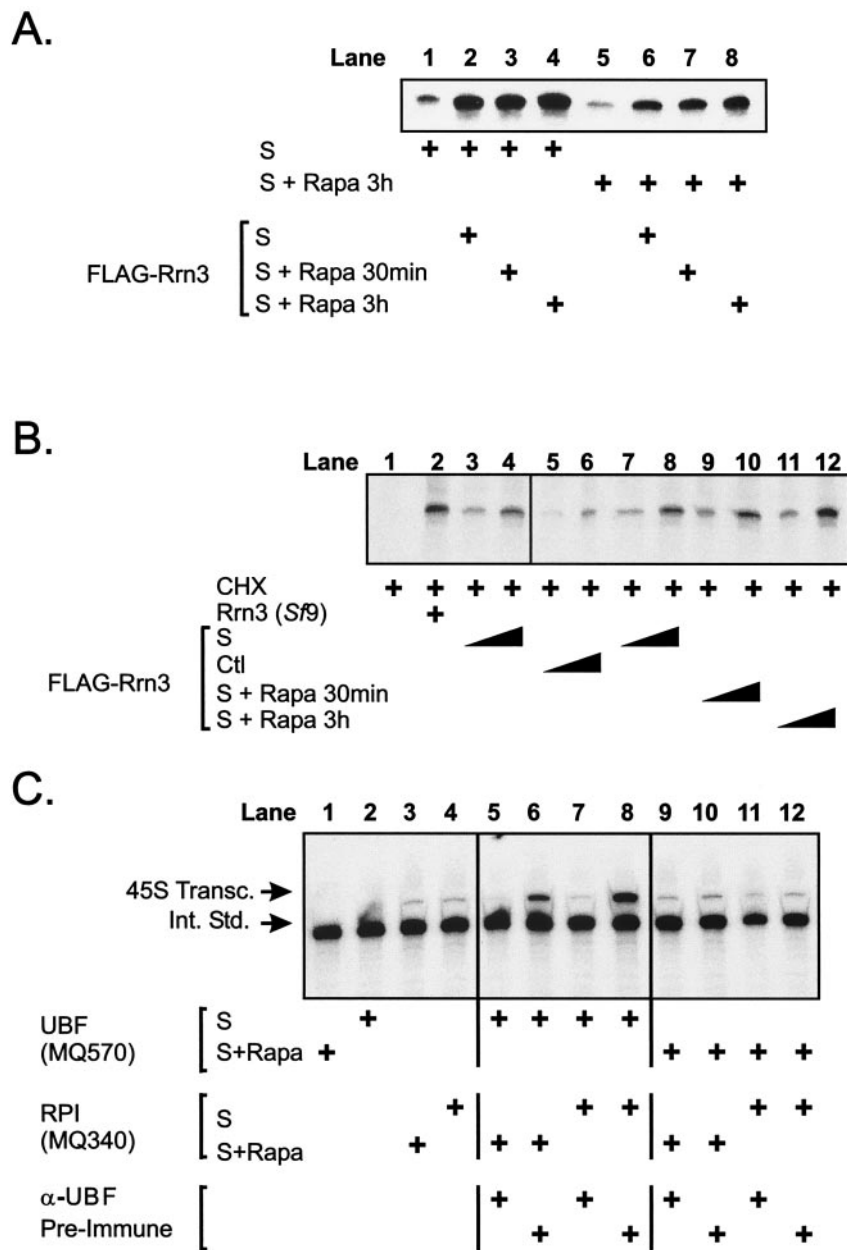 A.
Lane 1 2 3 4 5 6 7 8
S + + + +
S + Rapa 3h + + + +
FLAG-Rrn3
S + +
S + Rapa 30min + +
S + Rapa 3h + +
B.
Lane 1 2 3 4 5 6 7 8 9 10 11 12
CHX + + + + + + + + + + + +
Rrn3 (Sf9) +
FLAG-Rrn3
S
Ctl
S + Rapa 30min
S + Rapa 3h
C.
Lane 1 2 3 4 5 6 7 8 9 10 11 12
45S Transc.
Int. Std.
UBF
(MQ570)
S + + + + +
S+Rapa + + + + +
RPI
(MQ340)
S + + + + +
S+Rapa + + + + +
α-UBF + + + +
Pre-Immune + + + +